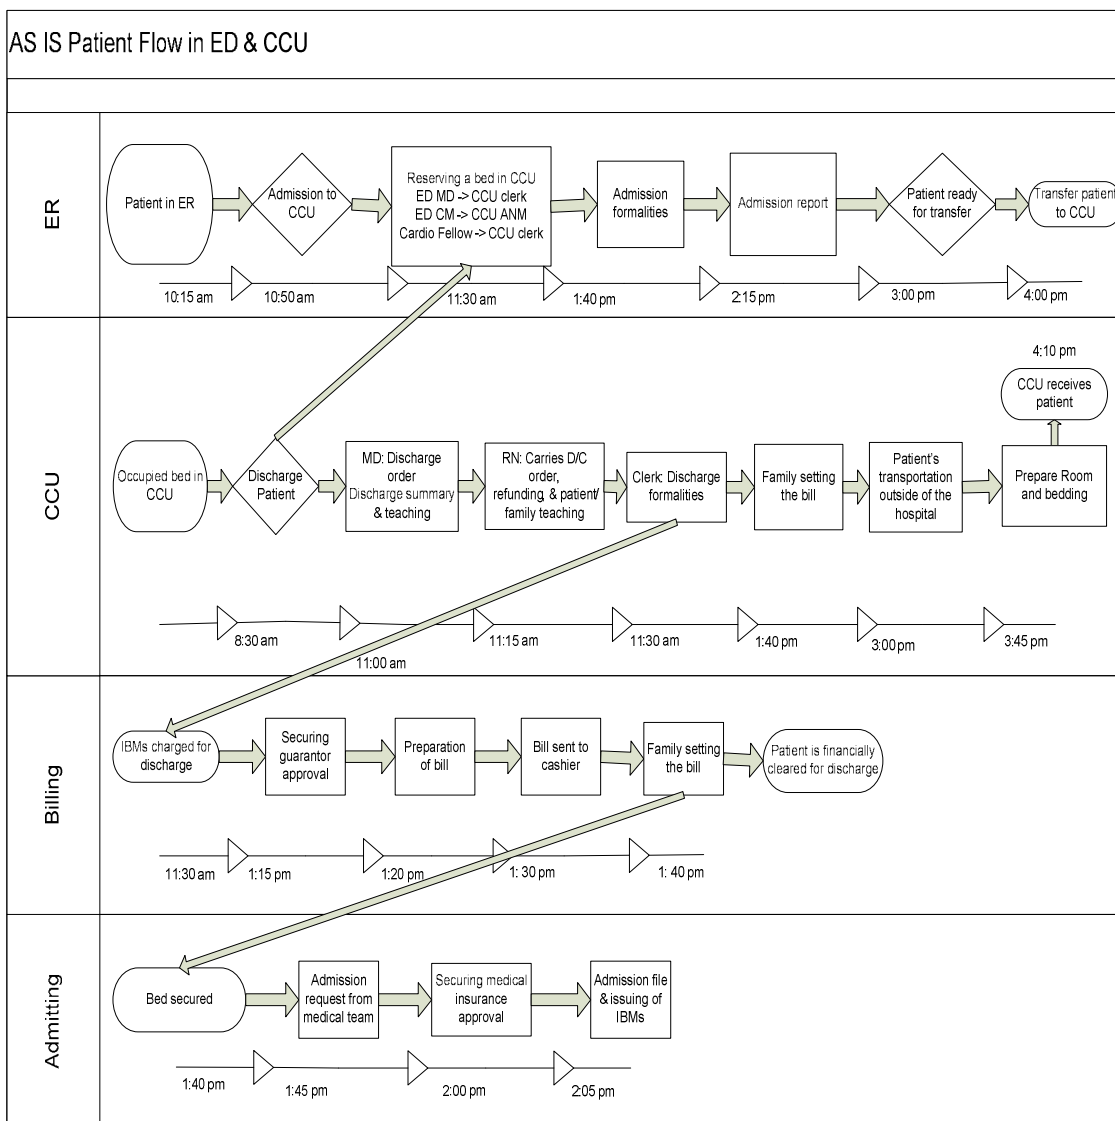 AS IS Patient Flow in ED & CCU
ER
Patient in ER
Admission to
CCU
Reserving a bed in CCU
ED MD -> CCU clerk
ED CM -> CCU ANM
Cardio Fellow -> CCU clerk
Admission
formalities
Admission report
Patient ready
for transfer
Transfer patient
to CCU
10:15 am
10:50 am
11:30 am
1:40 pm
2:15 pm
3:00 pm
4:00 pm
CCU
Occupied bed in
CCU
Discharge
Patient
MD: Discharge
order
Discharge summary
& teaching
RN: Carries D/C
order,
refunding, & patient/
family teaching
Clerk: Discharge
formalities
Family setting
the bill
Patient's
transportation
outside of the
hospital
Prepare Room
and bedding
CCU receives
patient
4:10 pm
8:30 am
11:00 am
11:15 am
11:30 am
1:40 pm
3:00 pm
3:45 pm
Billing
IBMs charged for
discharge
Securing
guarantor
approval
Preparation
of bill
Bill sent to
cashier
Family setting
the bill
Patient is financially
cleared for discharge
11:30 am
1:15 pm
1:20 pm
1: 30 pm
1: 40 pm
Admitting
Bed secured
Admission
request from
medical team
Securing medical
insurance
approval
Admission file
& issuing of
IBMs
1:40 pm
1:45 pm
2:00 pm
2:05 pm